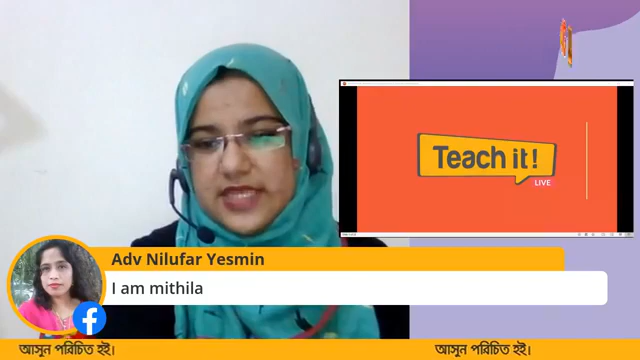 Teach it!
LIVE
Adv Nilufar Yesmin
I am mithila
আসুন পরিচিত হই।
আসুন পরিচিত হই।